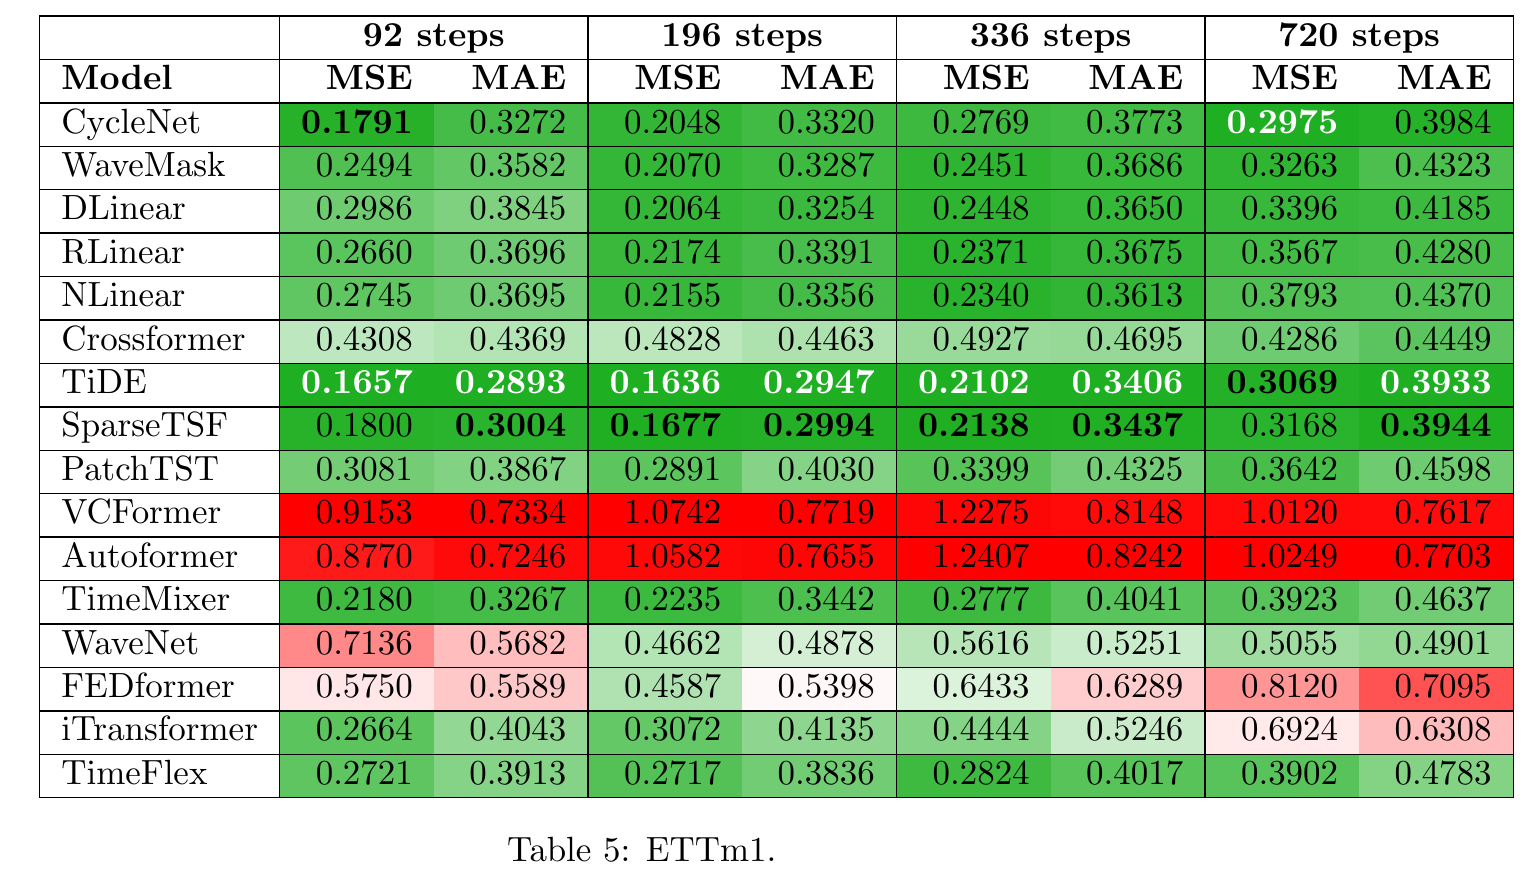 92 steps 196 steps 336 steps 720 steps
Model MSE MAE MSE MAE MSE MAE MSE MAE
CycleNet 0.1791 0.3272 0.2048 0.3320 0.2769 0.3773 0.2975 0.3984
WaveMask 0.2494 0.3582 0.2070 0.3287 0.2451 0.3686 0.3263 0.4323
DLinear 0.2986 0.3845 0.2064 0.3254 0.2448 0.3650 0.3396 0.4185
RLinear 0.2660 0.3696 0.2174 0.3391 0.2371 0.3675 0.3567 0.4280
NLinear 0.2745 0.3695 0.2155 0.3356 0.2340 0.3613 0.3793 0.4370
Crossformer 0.4308 0.4369 0.4828 0.4463 0.4927 0.4695 0.4286 0.4449
TiDE 0.1657 0.2893 0.1636 0.2947 0.2102 0.3406 0.3069 0.3933
SparseTSF 0.1800 0.3004 0.1677 0.2994 0.2138 0.3437 0.3168 0.3944
PatchTST 0.3081 0.3867 0.2891 0.4030 0.3399 0.4325 0.3642 0.4598
VCFormer 0.9153 0.7334 1.0742 0.7719 1.2275 0.8148 1.0120 0.7617
Autoformer 0.8770 0.7246 1.0582 0.7655 1.2407 0.8242 1.0249 0.7703
TimeMixer 0.2180 0.3267 0.2235 0.3442 0.2777 0.4041 0.3923 0.4637
WaveNet 0.7136 0.5682 0.4662 0.4878 0.5616 0.5251 0.5055 0.4901
FEDformer 0.5750 0.5589 0.4587 0.5398 0.6433 0.6289 0.8120 0.7095
iTransformer 0.2664 0.4043 0.3072 0.4135 0.4444 0.5246 0.6924 0.6308
TimeFlex 0.2721 0.3913 0.2717 0.3836 0.2824 0.4017 0.3902 0.4783
Table 5: ETTm1.